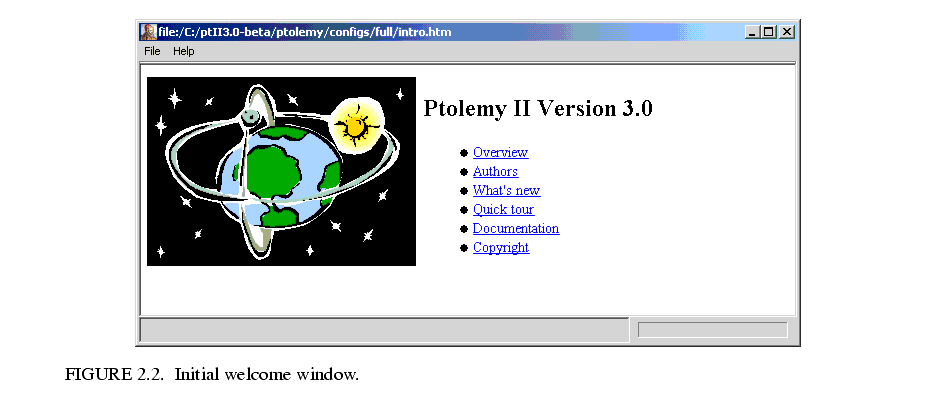 file:/C:/ptII3.0-beta/ptolemy/configs/full/intro.htm
File Help
Ptolemy II Version 3.0
Overview
Authors
What's new
Quick tour
Documentation
Copyright
FIGURE 2.2. Initial welcome window.